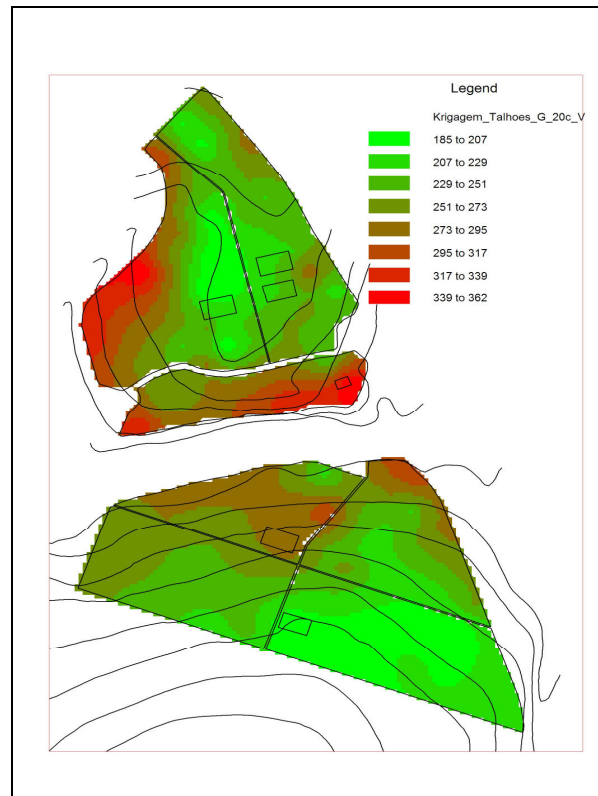 Legend
Krigagem_Talhoes_G_20c_V
185 to 207
207 to 229
229 to 251
251 to 273
273 to 295
295 to 317
317 to 339
339 to 362